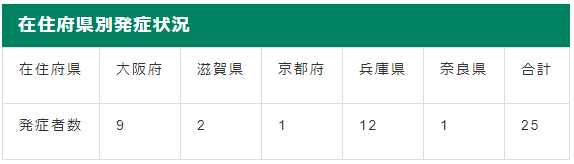 在住府県別発症状況
在住府県 大阪府 滋賀県 京都府 兵庫県 奈良県 合計
発症者数 9 2 1 12 1 25